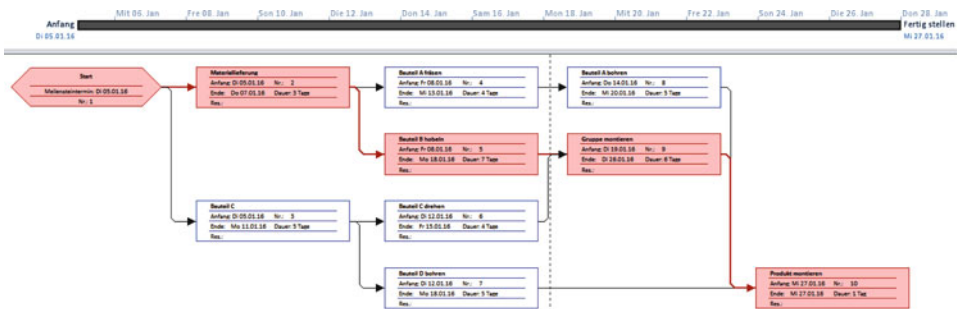 Mit 06. Jan Fre 08. Jan Son 10. Jan Die 12. Jan Don 14. Jan Sam 16. Jan Mon 18. Jan Mit 20. Jan Fre 22. Jan Son 24. Jan Die 26. Jan Don 28. Jan
Anfang
Di 05.01.16
Fertig stellen
Mi 27.01.16
Start
Meilensteintermin: Di 05.01.16
Nr.: 1
Materiallieferung
Anfang: Di 05.01.16 Nr.: 2
Ende: Do 07.01.16 Dauer: 3 Tage
Res.:
Bauteil A fräsen
Anfang: Fr 08.01.16 Nr.: 4
Ende: Mi 13.01.16 Dauer: 4 Tage
Res.:
Bauteil A bohren
Anfang: Do 14.01.16 Nr.: 8
Ende: Mi 20.01.16 Dauer: 5 Tage
Res.:
Bauteil B hobeln
Anfang: Fr 08.01.16 Nr.: 5
Ende: Mo 18.01.16 Dauer: 7 Tage
Res.:
Gruppe montieren
Anfang: Di 19.01.16 Nr.: 9
Ende: Di 26.01.16 Dauer: 6 Tage
Res.:
Bauteil C
Anfang: Di 05.01.16 Nr.: 3
Ende: Mo 11.01.16 Dauer: 5 Tage
Res.:
Bauteil C drehen
Anfang: Di 12.01.16 Nr.: 6
Ende: Fr 15.01.16 Dauer: 4 Tage
Res.:
Bauteil D bohren
Anfang: Di 12.01.16 Nr.: 7
Ende: Mo 18.01.16 Dauer: 5 Tage
Res.:
Produkt montieren
Anfang: Mi 27.01.16 Nr.: 10
Ende: Mi 27.01.16 Dauer: 1 Tag
Res.: